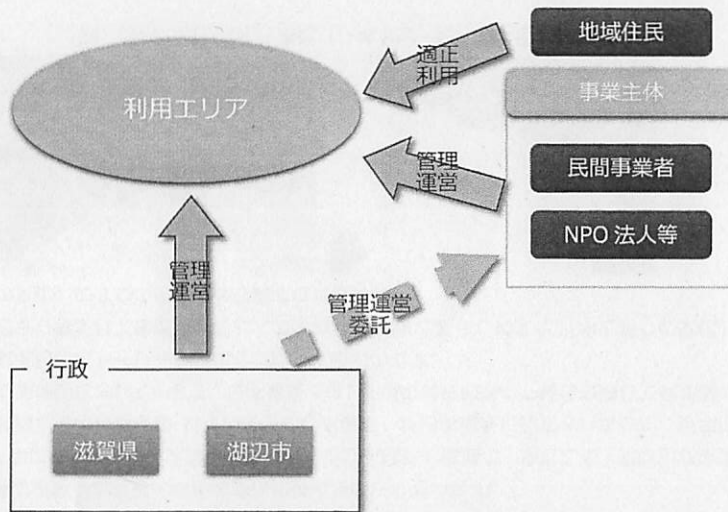 地域住民
適正
利用
利用エリア
事業主体
管理
運営
民間事業者
NPO 法人等
管理
運営
管理運営
委託
行政
滋賀県
湖辺市